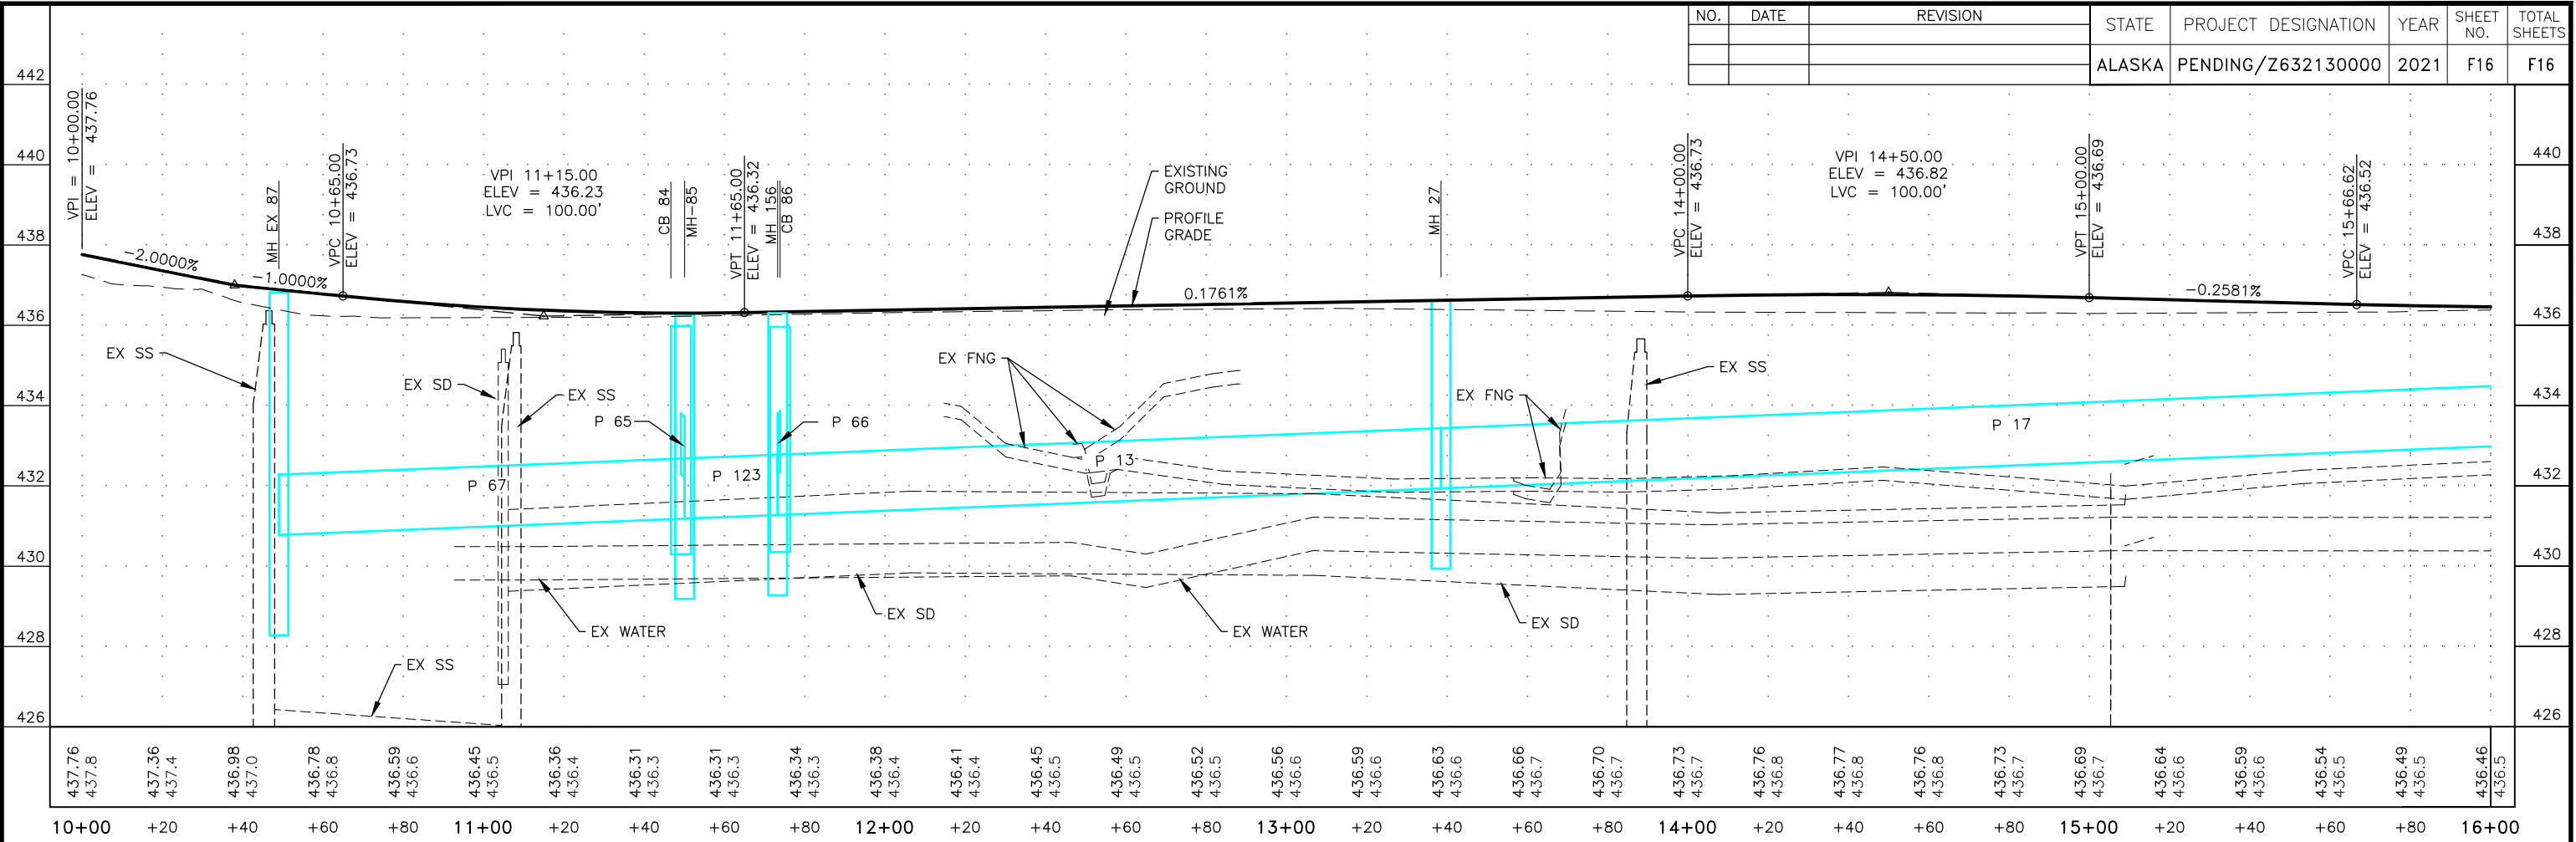 NO. DATE REVISION
STATE PROJECT DESIGNATION YEAR SHEET NO. TOTAL SHEETS
ALASKA PENDING/Z632130000 2021 F16 F16
442
440
438
436
434
432
430
428
426
440
438
436
434
432
430
428
426
VPI = 10+00.00
ELEV = 437.76
-2.0000%
-1.0000%
MH EX 87
VPC 10+65.00
ELEV = 436.73
VPI 11+15.00
ELEV = 436.23
LVC = 100.00'
CB 84
MH-85
VPT 11+65.00
ELEV = 436.32
MH 156
CB 86
EXISTING
GROUND
PROFILE
GRADE
0.1761%
MH 27
VPC 14+00.00
ELEV = 436.73
VPI 14+50.00
ELEV = 436.82
LVC = 100.00'
VPT 15+00.00
ELEV = 436.69
-0.2581%
VPC 15+66.62
ELEV = 436.52
EX SS
EX SD
EX SS
P 65
P 66
EX FNG
EX FNG
EX SS
P 67
P 123
P 13
P 17
EX WATER
EX SD
EX WATER
EX SD
EX SS
437.76
437.8
437.36
437.4
436.98
437.0
436.78
436.8
436.59
436.6
436.45
436.5
436.36
436.4
436.31
436.3
436.31
436.3
436.34
436.3
436.38
436.4
436.41
436.4
436.45
436.5
436.49
436.5
436.52
436.5
436.56
436.6
436.59
436.6
436.63
436.6
436.66
436.7
436.70
436.7
436.73
436.7
436.76
436.8
436.77
436.8
436.76
436.8
436.73
436.7
436.69
436.7
436.64
436.6
436.59
436.6
436.54
436.5
436.49
436.5
436.46
436.5
10+00 +20 +40 +60 +80 11+00 +20 +40 +60 +80 12+00 +20 +40 +60 +80 13+00 +20 +40 +60 +80 14+00 +20 +40 +60 +80 15+00 +20 +40 +60 +80 16+00